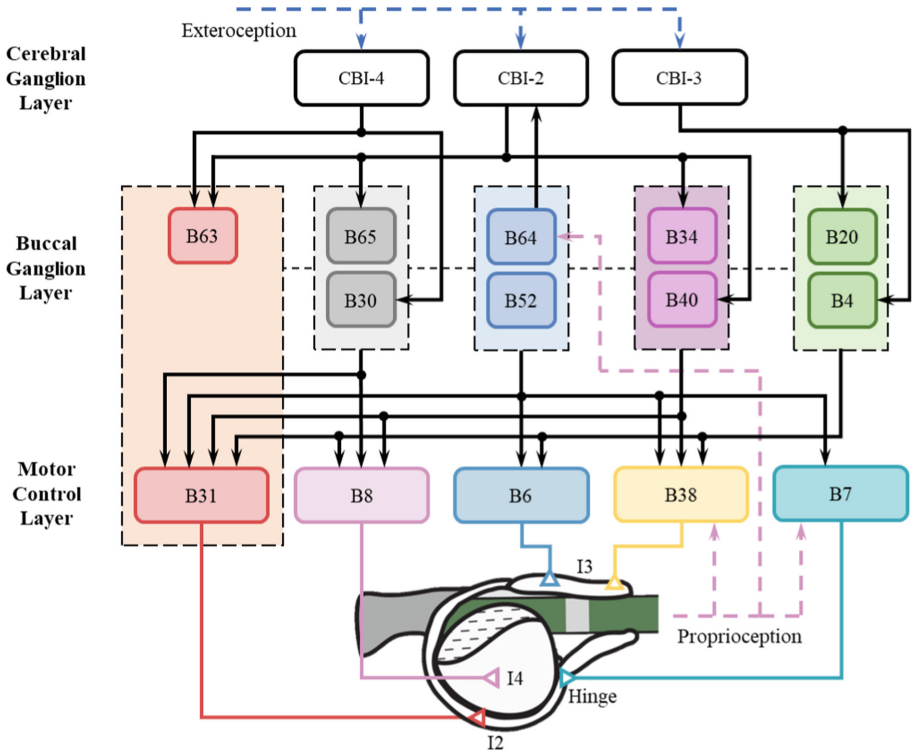 Exteroception
Cerebral
Ganglion
Layer
CBI-4
CBI-2
CBI-3
Buccal
Ganglion
Layer
B63
B65
B64
B34
B20
B30
B52
B40
B4
Motor
Control
Layer
B31
B8
B6
B38
B7
I3
Proprioception
I4
Hinge
I2